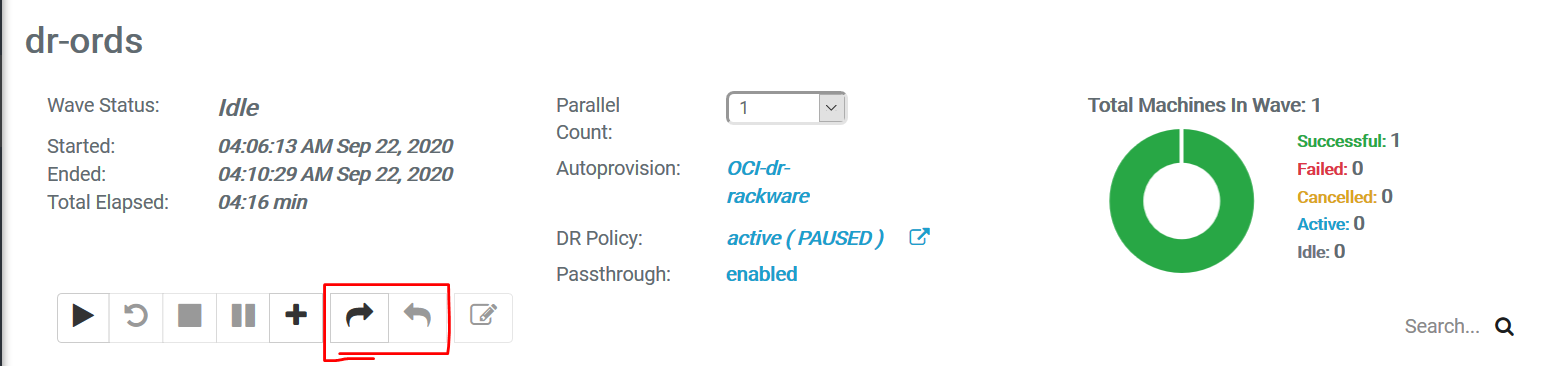 dr-ords
Wave Status: Idle
Started: 04:06:13 AM Sep 22, 2020
Ended: 04:10:29 AM Sep 22, 2020
Total Elapsed: 04:16 min
Parallel
Count:
1
Autoprovision: OCI-dr-
rackware
DR Policy: active ( PAUSED )
Passthrough: enabled
Total Machines In Wave: 1
Successful: 1
Failed: 0
Cancelled: 0
Active: 0
Idle: 0
Search...